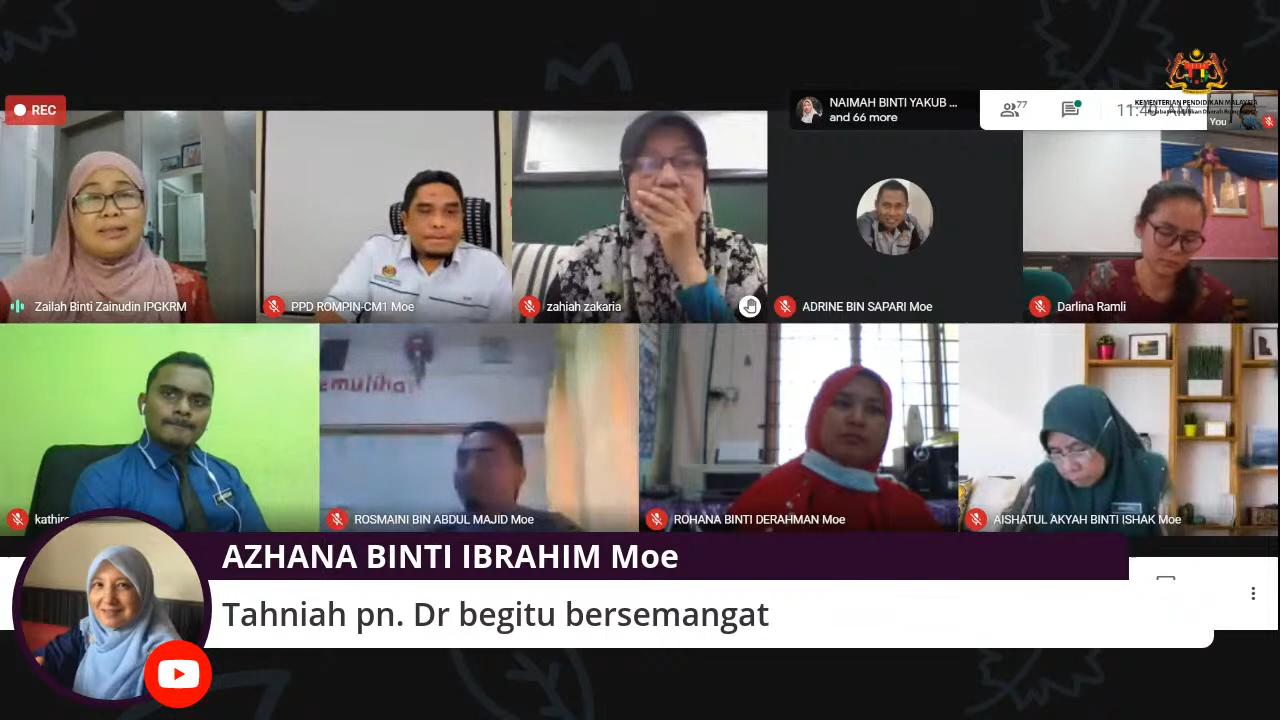 REC
NAIMAH BINTI YAKUB ...
and 66 more
77
11:40 AM
KEMENTERIAN PENDIDIKAN MALAYSIA
You
Zailah Binti Zainudin IPGKRM
PPD ROMPIN-CM1 Moe
zahiah zakaria
ADRINE BIN SAPARI Moe
Darlina Ramli
emulihan
ROSMAINI BIN ABDUL MAJID Moe
ROHANA BINTI DERAHMAN Moe
AISHATUL AKYAH BINTI ISHAK Moe
AZHANA BINTI IBRAHIM Moe
Tahniah pn. Dr begitu bersemangat